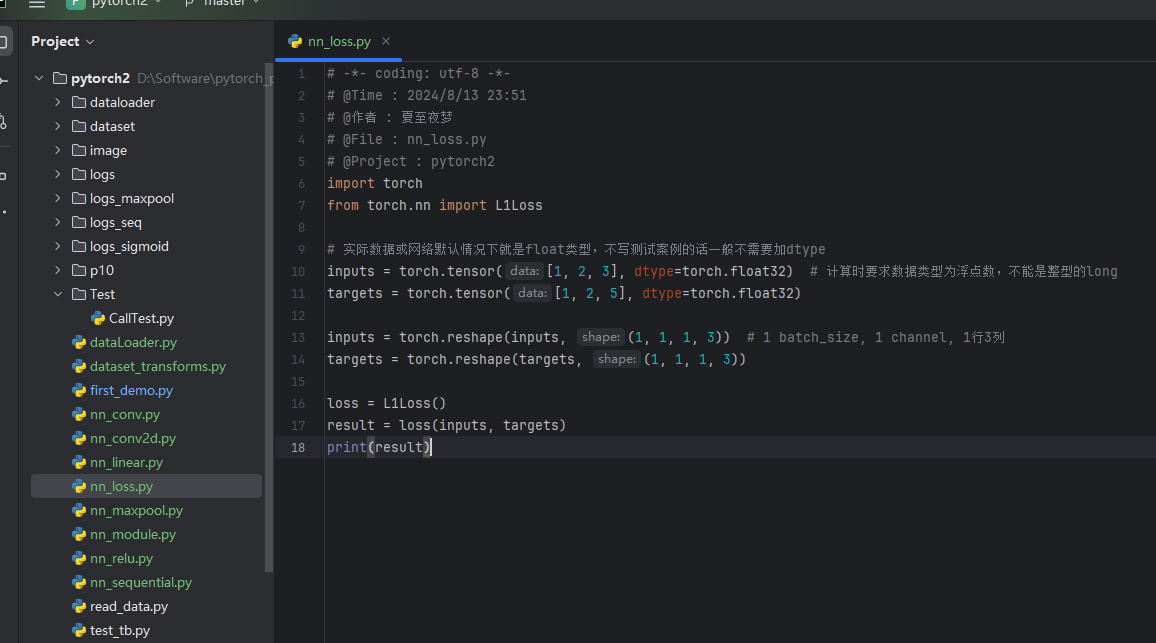 pytorch2 master
Project
pytorch2 D:\Software\pytorch_p
dataloader
dataset
image
logs
logs_maxpool
logs_seq
logs_sigmoid
p10
Test
CallTest.py
dataLoader.py
dataset_transforms.py
first_demo.py
nn_conv.py
nn_conv2d.py
nn_linear.py
nn_loss.py
nn_maxpool.py
nn_module.py
nn_relu.py
nn_sequential.py
read_data.py
test_tb.py
nn_loss.py
1 # -*- coding: utf-8 -*-
2 # @Time : 2024/8/13 23:51
3 # @作者 : 夏至夜梦
4 # @File : nn_loss.py
5 # @Project : pytorch2
6 import torch
7 from torch.nn import L1Loss
8
9 # 实际数据或网络默认情况下就是float类型，不写测试案例的话一般不需要加dtype
10 inputs = torch.tensor( data: [1, 2, 3], dtype=torch.float32)  # 计算时要求数据类型为浮点数，不能是整型的long
11 targets = torch.tensor( data: [1, 2, 5], dtype=torch.float32)
12
13 inputs = torch.reshape(inputs, shape: (1, 1, 1, 3))  # 1 batch_size, 1 channel, 1行3列
14 targets = torch.reshape(targets, shape: (1, 1, 1, 3))
15
16 loss = L1Loss()
17 result = loss(inputs, targets)
18 print(result)